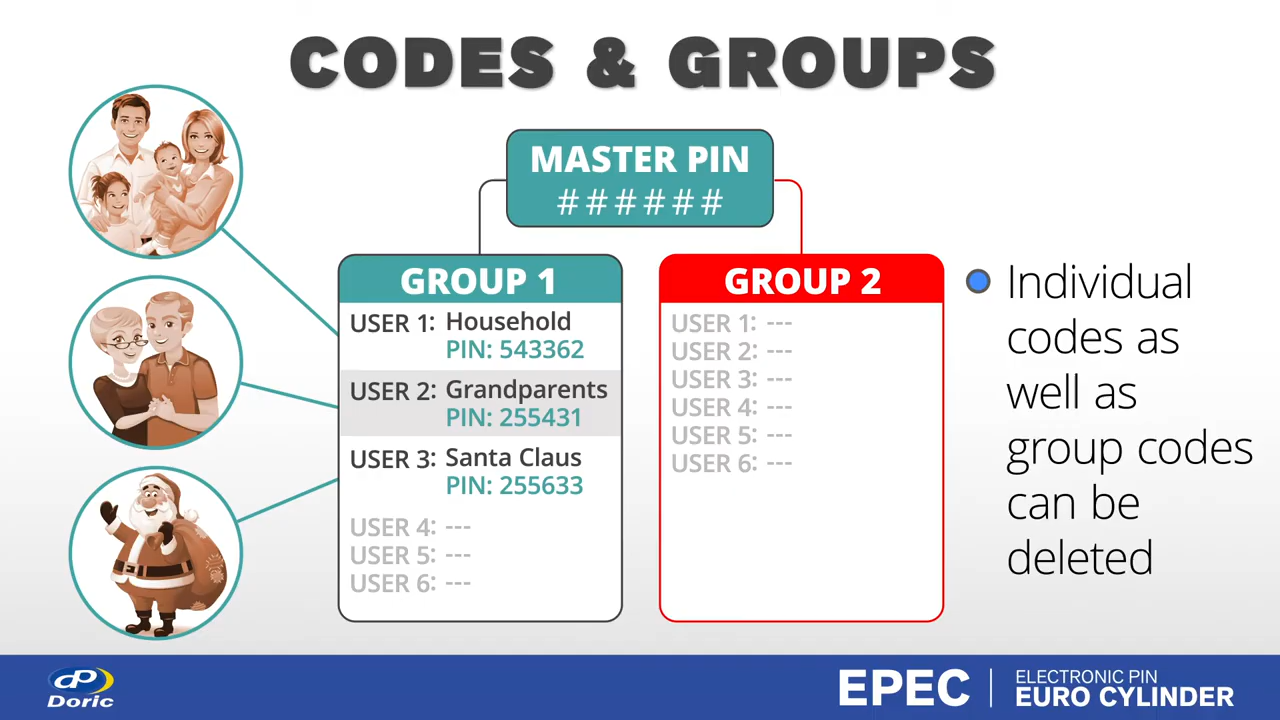 CODES & GROUPS
MASTER PIN
######
GROUP 1
USER 1: Household
PIN: 543362
USER 2: Grandparents
PIN: 255431
USER 3: Santa Claus
PIN: 255633
USER 4: ---
USER 5: ---
USER 6: ---
GROUP 2
USER 1: ---
USER 2: ---
USER 3: ---
USER 4: ---
USER 5: ---
USER 6: ---
Individual
codes as
well as
group codes
can be
deleted
Doric
EPEC
ELECTRONIC PIN
EURO CYLINDER